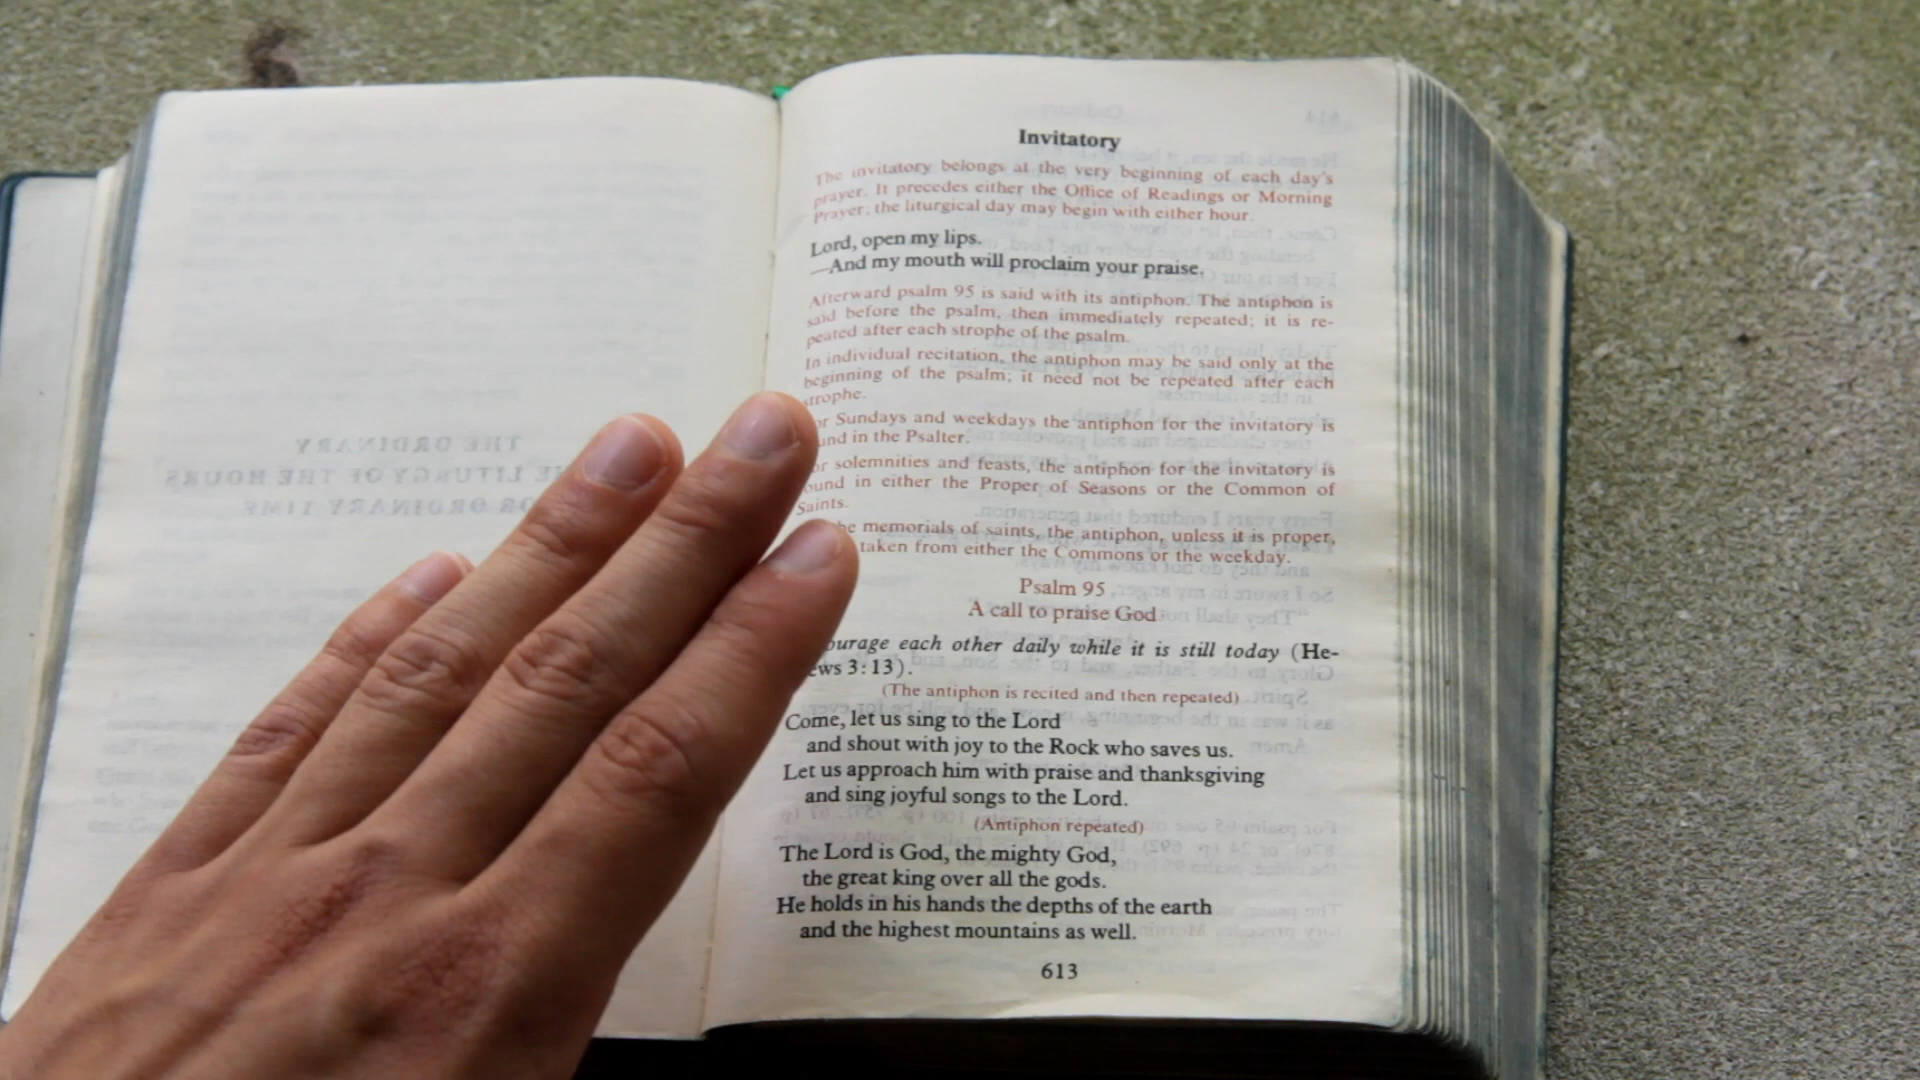 Invitatory
The invitatory belongs at the very beginning of each day's
prayer. It precedes either the Office of Readings or Morning
Prayer; the liturgical day may begin with either hour.
Lord, open my lips.
—And my mouth will proclaim your praise.
Afterward psalm 95 is said with its antiphon. The antiphon is
said before the psalm, then immediately repeated; it is re-
peated after each strophe of the psalm.
In individual recitation, the antiphon may be said only at the
beginning of the psalm; it need not be repeated after each
strophe.
Sundays and weekdays the antiphon for the invitatory is
in the Psalter.
solemnities and feasts, the antiphon for the invitatory is
in either the Proper of Seasons or the Common of
Saints.
memorials of saints, the antiphon, unless it is proper,
taken from either the Commons or the weekday.
Psalm 95
A call to praise God
each other daily while it is still today (He-
3:13).
(The antiphon is recited and then repeated)
Come, let us sing to the Lord
and shout with joy to the Rock who saves us.
Let us approach him with praise and thanksgiving
and sing joyful songs to the Lord.
(Antiphon repeated)
The Lord is God, the mighty God,
the great king over all the gods.
He holds in his hands the depths of the earth
and the highest mountains as well.
613